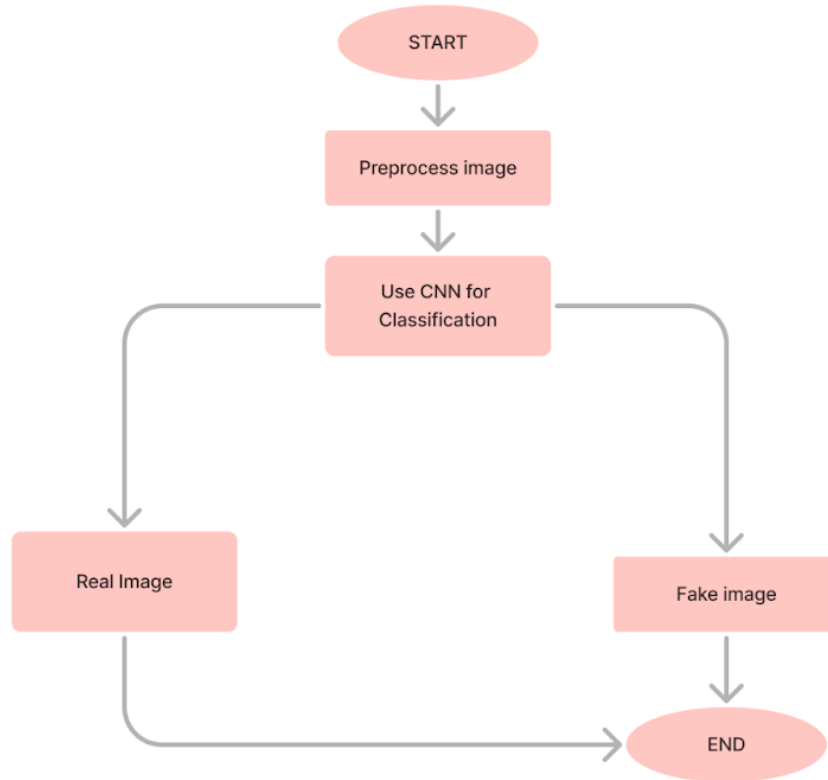 START
Preprocess image
Use CNN for
Classification
Real Image
Fake image
END